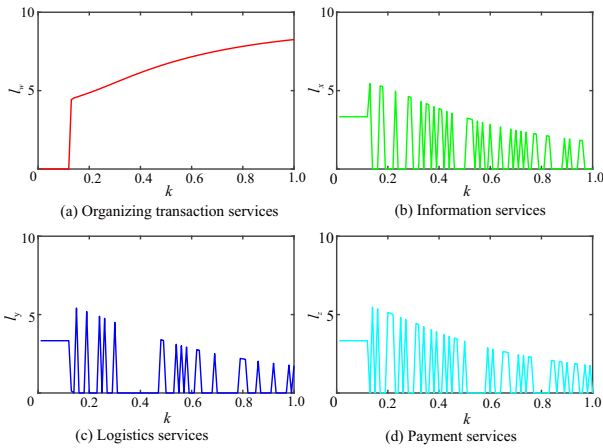 10
10
l_w
5
l_x
5
0
0
0 0.2 0.4 0.6 0.8 1.0
0 0.2 0.4 0.6 0.8 1.0
k
k
(a) Organizing transaction services
(b) Information services
10
10
l_y
5
l_z
5
0
0
0.2 0.4 0.6 0.8 1.0
0.2 0.4 0.6 0.8 1.0
k
k
(c) Logistics services
(d) Payment services